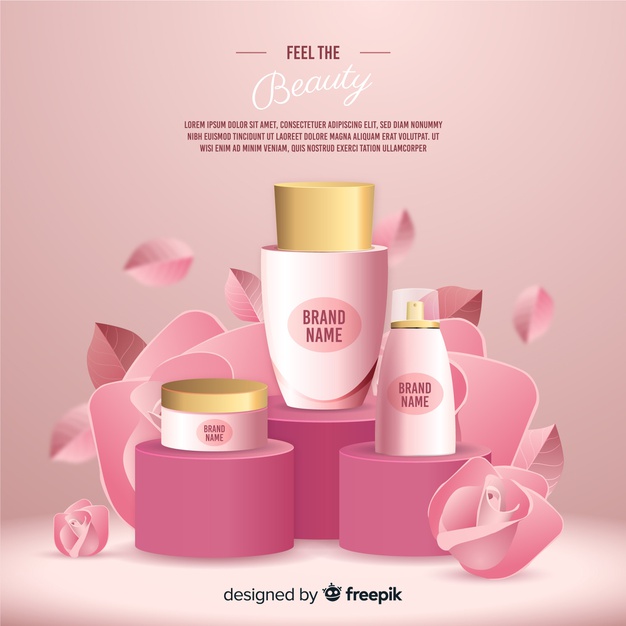 FEEL THE
Beauty
LOREM IPSUM DOLOR SIT AMET, CONSECTETUER ADIPISCING ELIT, SED DIAM
NIBH EUISMOD TINCIDUNT UT LAOREET DOLORE MAGNA ALIQUAM ERAT VOLUTPAT. UT
WISI ENIM AD MINIM VENIAM, QUIS NOSTRUD EXERCI TATION ULLAMCORPER
BRAND
NAME
BRAND
NAME
BRAND
NAME
designed by freepik